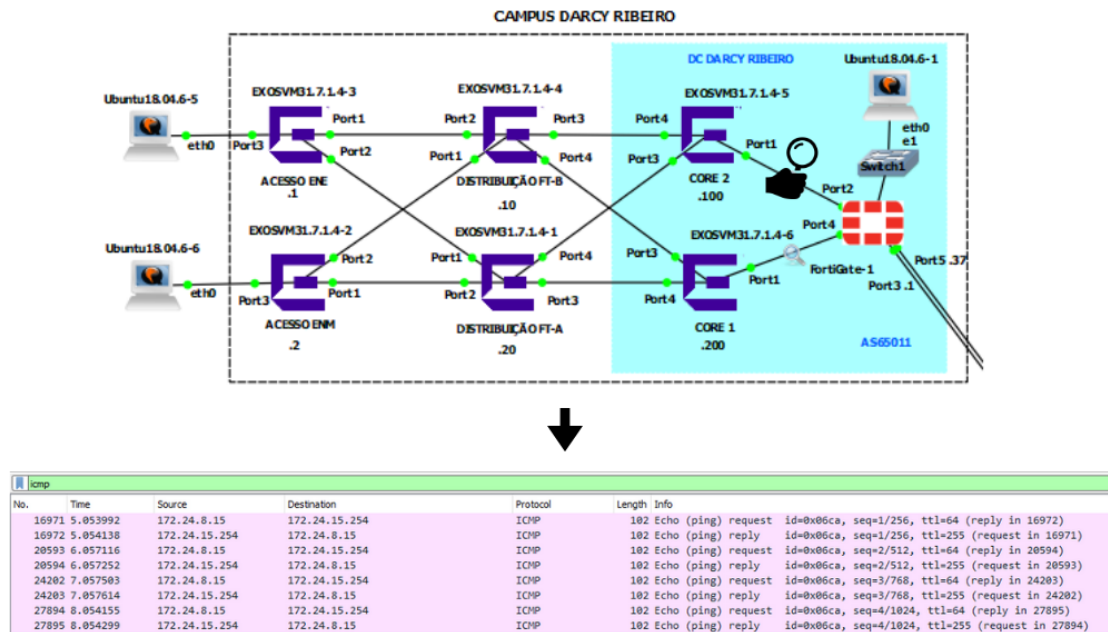 CAMPUS DARCY RIBEIRO
DC DARCY RIBEIRO
Ubuntu18.04.6-1
Ubuntu18.04.6-5
EXOSVM31.7.1.4-3
EXOSVM31.7.1.4-4
EXOSVM31.7.1.4-5
eth0
Port3
Port1
Port2
Port2
Port3
Port1
Port4
Port4
Port3
Port1
eth0
e1
Switch1
ACESSO ENE
.1
DISTRIBUIÇÃO FT-B
.10
CORE 2
.100
Port2
Ubuntu18.04.6-6
EXOSVM31.7.1.4-2
EXOSVM31.7.1.4-1
EXOSVM31.7.1.4-6
Port4
eth0
Port3
Port2
Port1
Port1
Port2
Port4
Port3
Port3
Port4
Port1
FortiGate-1
Port5 .37
Port3 .1
ACESSO ENM
.2
DISTRIBUIÇÃO FT-A
.20
CORE 1
.200
AS65011
icmp
No. Time Source Destination Protocol Length Info
16971 5.053992 172.24.8.15 172.24.15.254 ICMP 102 Echo (ping) request id=0x06ca, seq=1/256, ttl=64 (reply in 16972)
16972 5.054138 172.24.15.254 172.24.8.15 ICMP 102 Echo (ping) reply id=0x06ca, seq=1/256, ttl=255 (request in 16971)
20593 6.057116 172.24.8.15 172.24.15.254 ICMP 102 Echo (ping) request id=0x06ca, seq=2/512, ttl=64 (reply in 20594)
20594 6.057252 172.24.15.254 172.24.8.15 ICMP 102 Echo (ping) reply id=0x06ca, seq=2/512, ttl=255 (request in 20593)
24202 7.057503 172.24.8.15 172.24.15.254 ICMP 102 Echo (ping) request id=0x06ca, seq=3/768, ttl=64 (reply in 24203)
24203 7.057614 172.24.15.254 172.24.8.15 ICMP 102 Echo (ping) reply id=0x06ca, seq=3/768, ttl=255 (request in 24202)
27894 8.054155 172.24.8.15 172.24.15.254 ICMP 102 Echo (ping) request id=0x06ca, seq=4/1024, ttl=64 (reply in 27895)
27895 8.054299 172.24.15.254 172.24.8.15 ICMP 102 Echo (ping) reply id=0x06ca, seq=4/1024, ttl=255 (request in 27894)